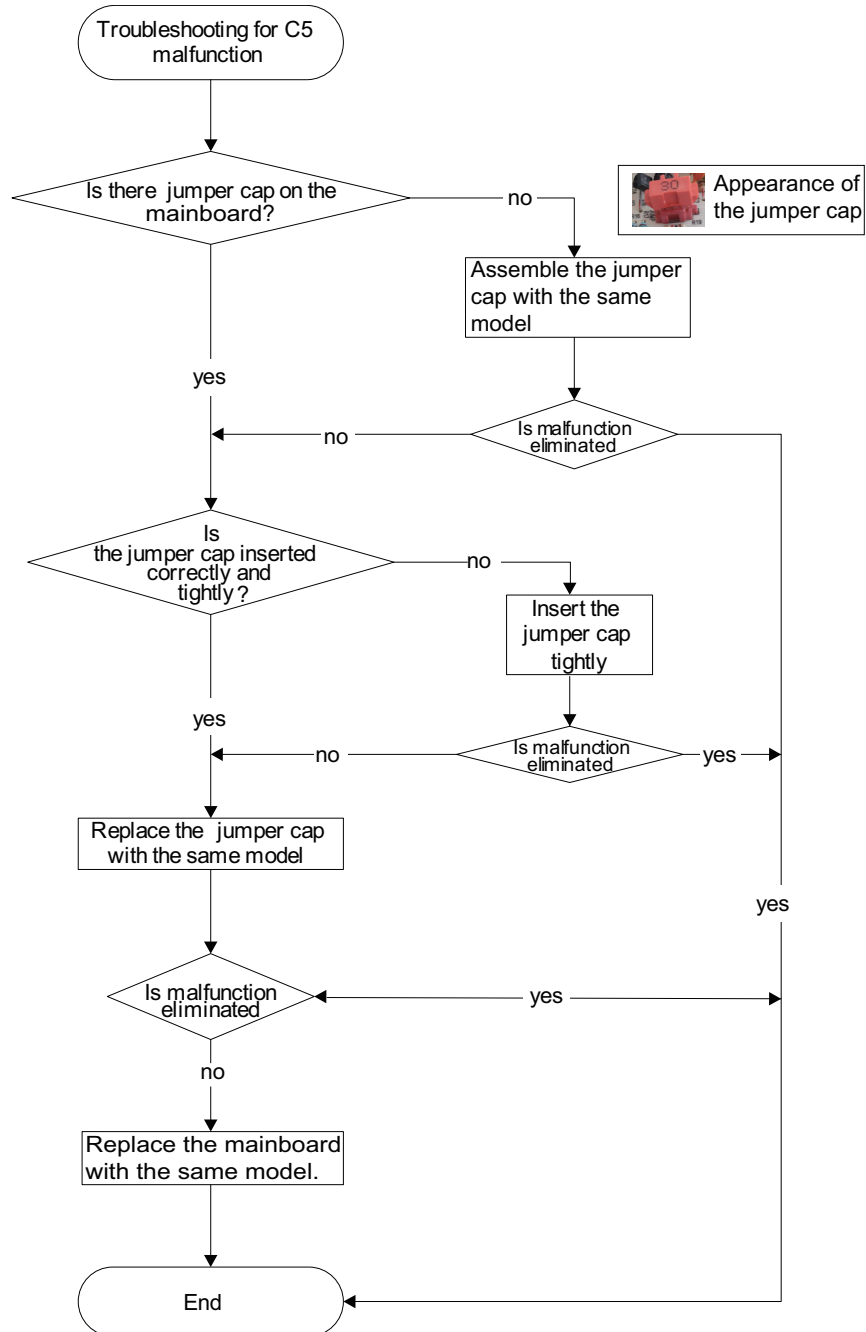 Troubleshooting for C5
malfunction
Is there jumper cap on the
mainboard?
no
30
Appearance of
the jumper cap
Assemble the jumper
cap with the same
model
yes
no
Is malfunction
eliminated
Is
the jumper cap inserted
correctly and
tightly?
no
Insert the
jumper cap
tightly
yes
no
Is malfunction
eliminated
yes
Replace the jumper cap
with the same model
yes
Is malfunction
eliminated
yes
no
Replace the mainboard
with the same model.
End